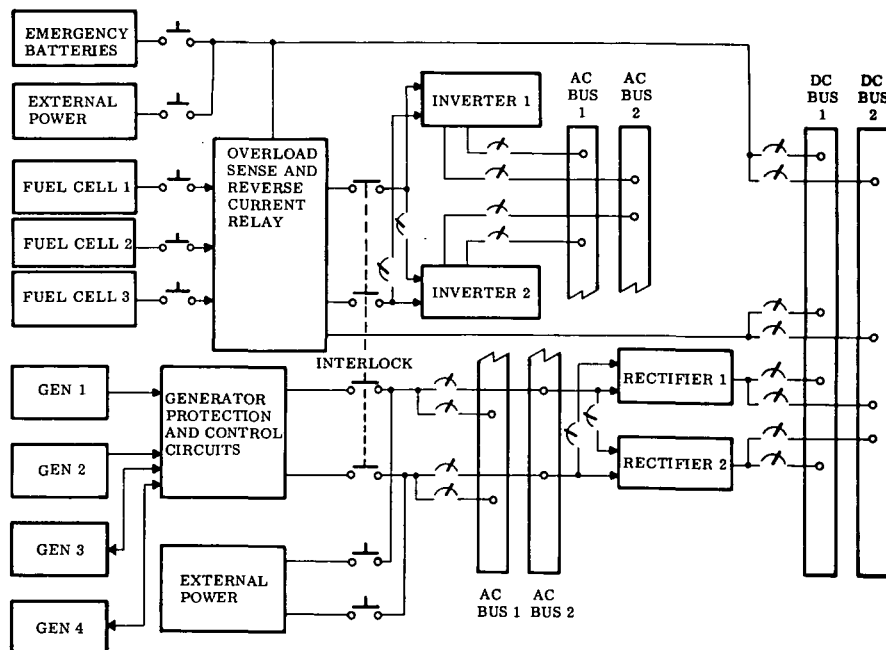 EMERGENCY
BATTERIES
EXTERNAL
POWER
FUEL CELL 1
FUEL CELL 2
FUEL CELL 3
OVERLOAD
SENSE AND
REVERSE
CURRENT
RELAY
INVERTER 1
INVERTER 2
AC
BUS
1
AC
BUS
2
DC
BUS
1
DC
BUS
2
INTERLOCK
GEN 1
GEN 2
GEN 3
GEN 4
GENERATOR
PROTECTION
AND CONTROL
CIRCUITS
EXTERNAL
POWER
RECTIFIER 1
RECTIFIER 2
AC
BUS 1
AC
BUS 2